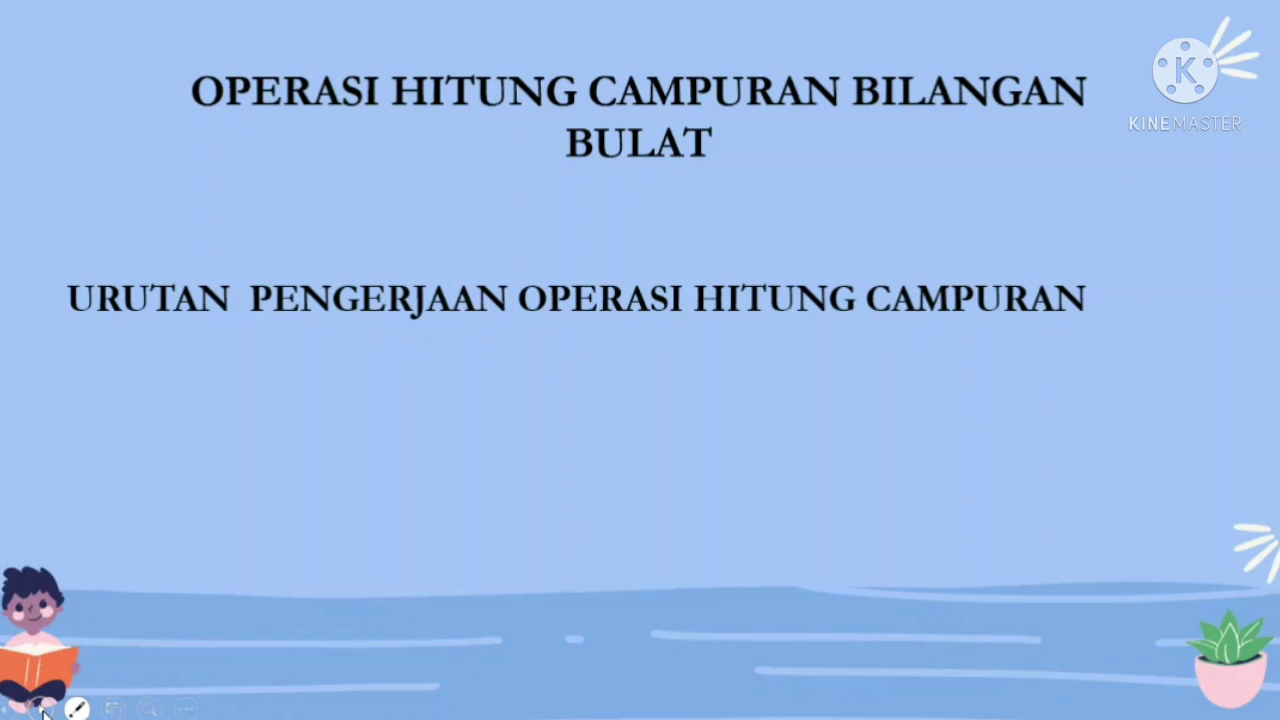 OPERASI HITUNG CAMPURAN BILANGAN
BULAT
K
KINEMASTER
URUTAN PENGERJAAN OPERASI HITUNG CAMPURAN